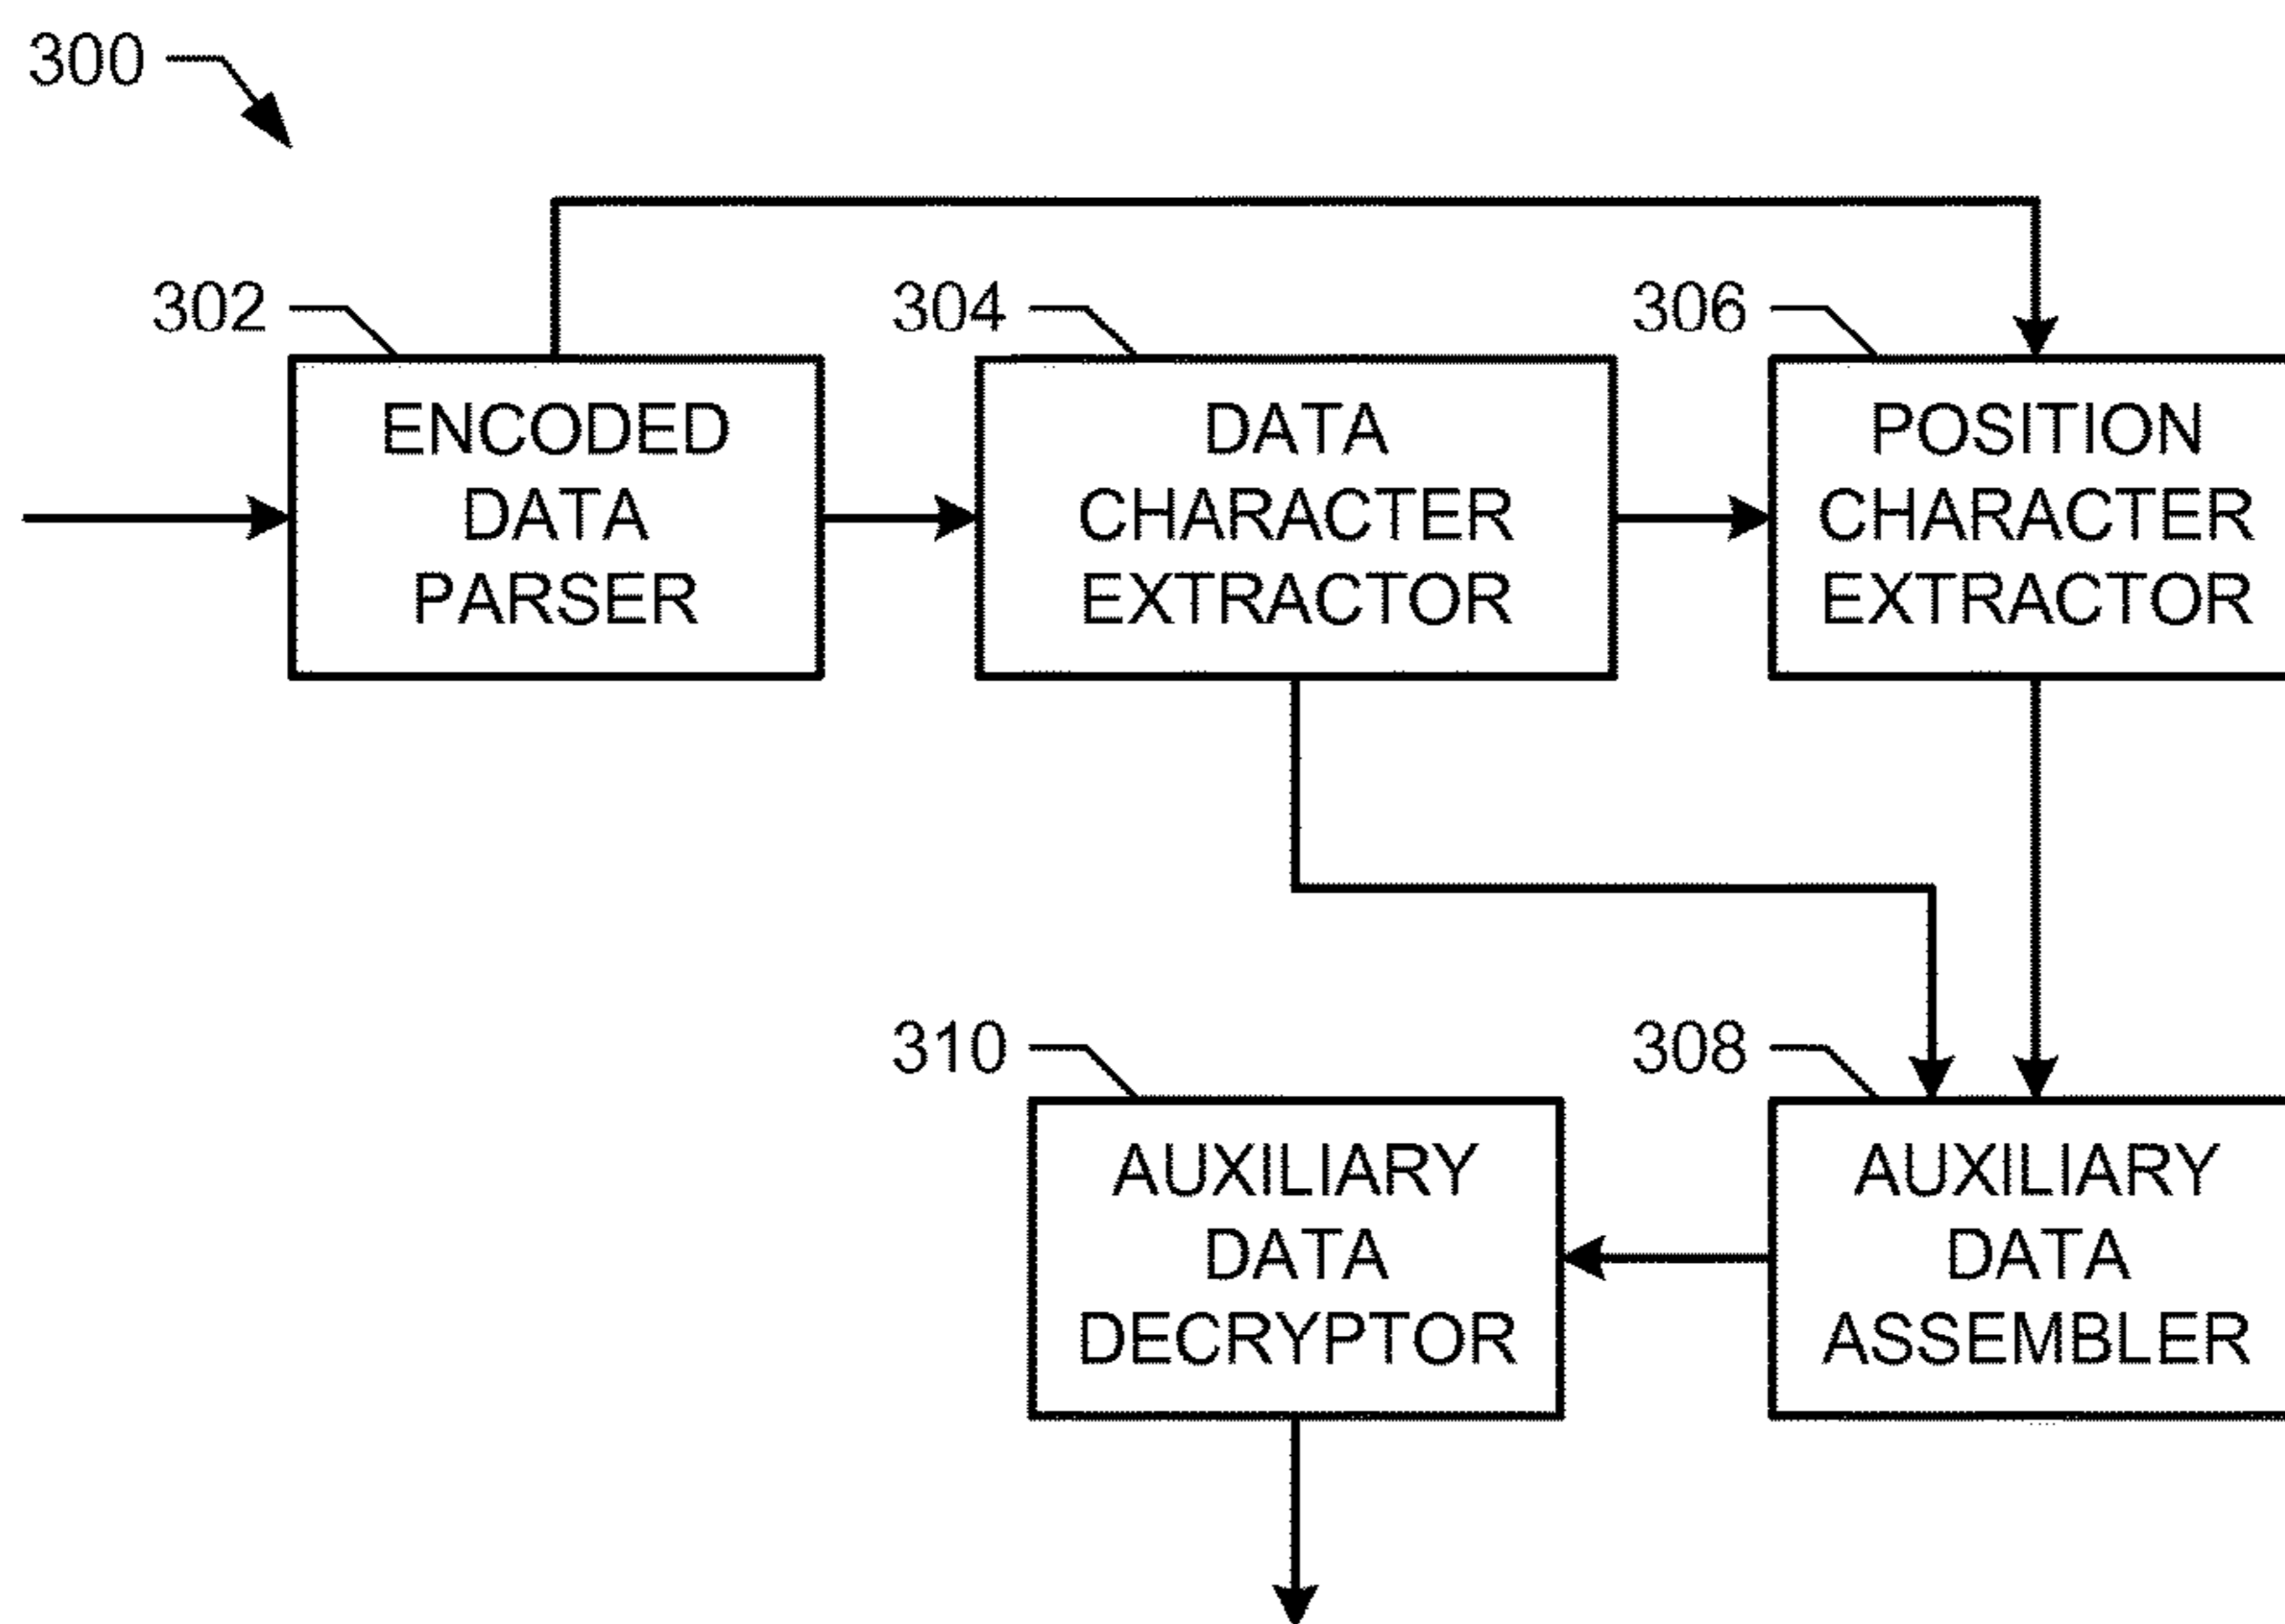 300
302
304
306
ENCODED
DATA
PARSER
DATA
CHARACTER
EXTRACTOR
POSITION
CHARACTER
EXTRACTOR
310
308
AUXILIARY
DATA
DECRYPTOR
AUXILIARY
DATA
ASSEMBLER